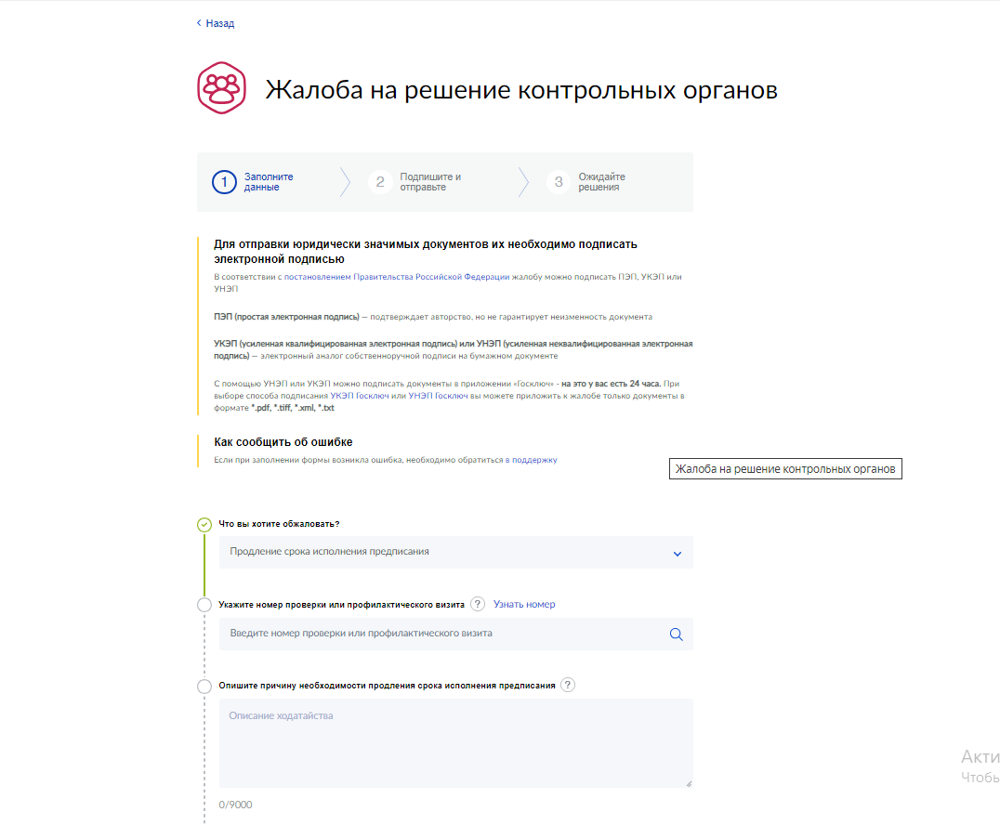 Назад
Жалоба на решение контрольных органов
1 Заполните
данные
2 Подпишите и
отправьте
3 Ожидайте
решения
Для отправки юридически значимых документов их необходимо подписать
электронной подписью
В соответствии с постановлением Правительства Российской Федерации жалобу можно подписать ПЭП, УКЭП или
УНЭП
ПЭП (простая электронная подпись) — подтверждает авторство, но не гарантирует неизменность документа
УКЭП (усиленная квалифицированная электронная подпись) или УНЭП (усиленная неквалифицированная электронная
подпись) — электронный аналог собственноручной подписи на бумажном документе
С помощью УНЭП или УКЭП можно подписать документы в приложении «Госключ» - на это у вас есть 24 часа. При
выборе способа подписания УКЭП Госключ или УНЭП Госключ вы можете приложить к жалобе только документы в
формате *.pdf, *.tiff, *.xml, *.txt
Как сообщить об ошибке
Если при заполнении формы возникла ошибка, необходимо обратиться в поддержку
Жалоба на решение контрольных органов
Что вы хотите обжаловать?
Продление срока исполнения предписания
Укажите номер проверки или профилактического визита ? Узнать номер
Введите номер проверки или профилактического визита
Опишите причину необходимости продления срока исполнения предписания ?
Описание ходатайства
0/9000
Акти
Чтобь